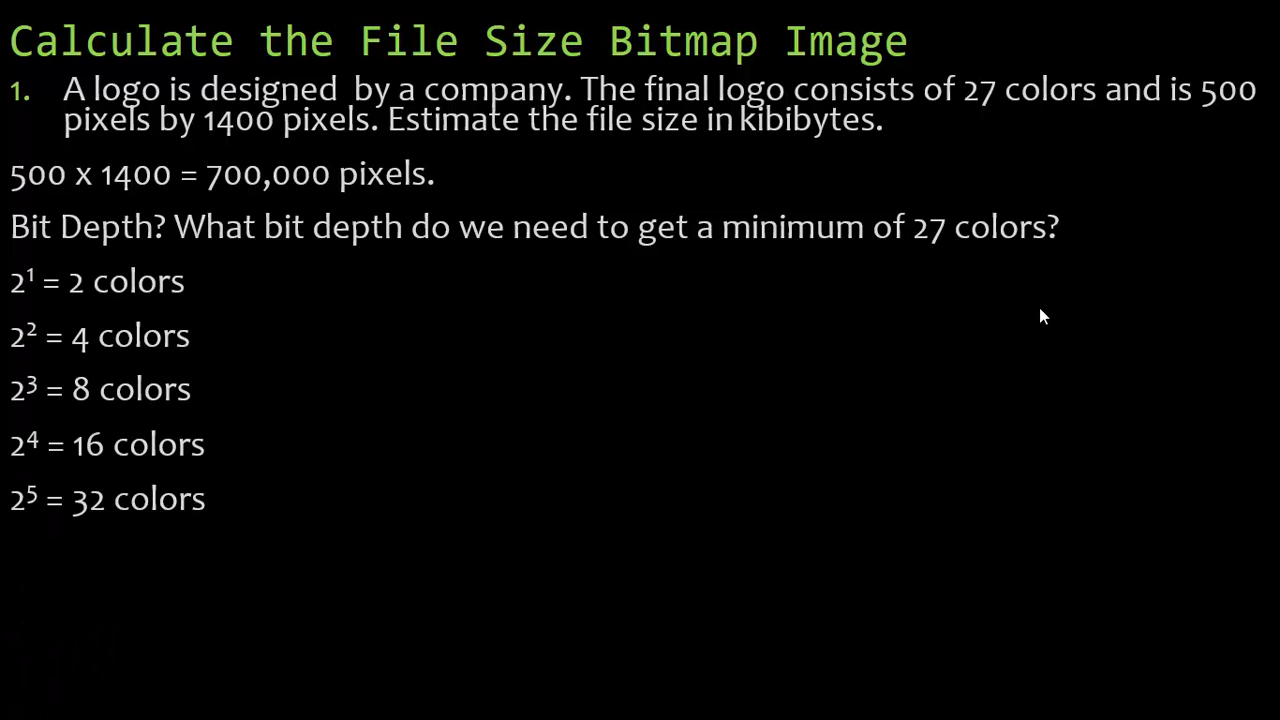 Calculate the File Size Bitmap Image
1. A logo is designed  by a company. The final logo consists of 27 colors and is 500
pixels by 1400 pixels. Estimate the file size in kibibytes.
500 x 1400 = 700,000 pixels.
Bit Depth? What bit depth do we need to get a minimum of 27 colors?
2¹ = 2 colors
2² = 4 colors
2³ = 8 colors
2⁴ = 16 colors
2⁵ = 32 colors